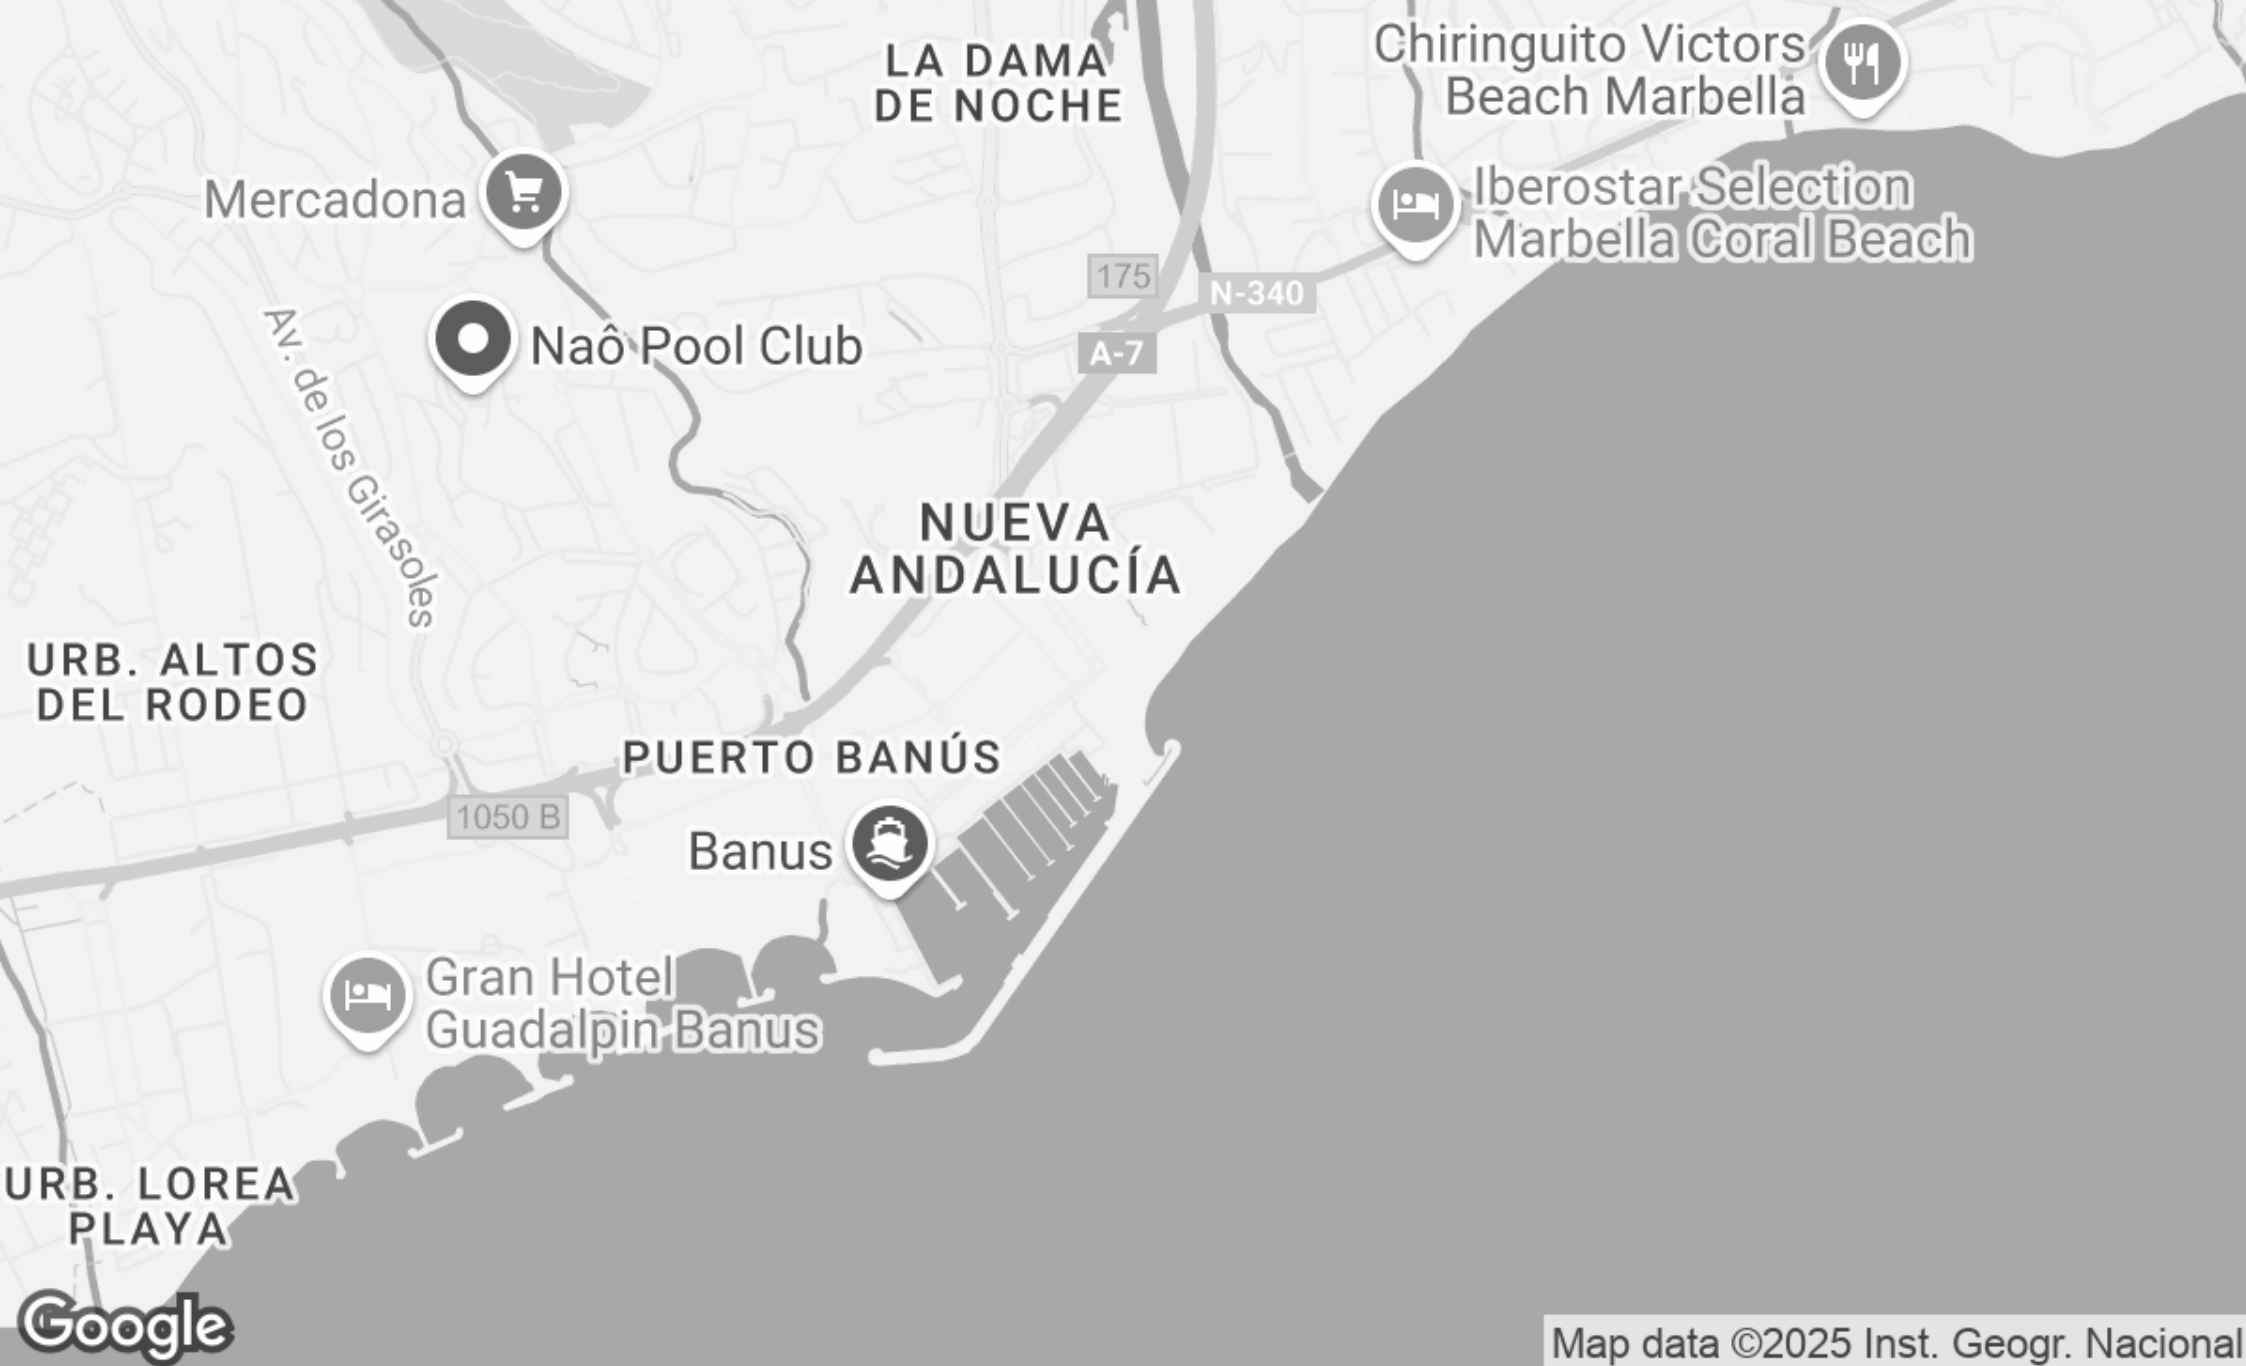 LA DAMA
DE NOCHE
Chiringuito Victors
Beach Marbella
Mercadona
Iberostar Selection
Marbella Coral Beach
175
N-340
Naô Pool Club
A-7
Av. de los Girasoles
NUEVA
ANDALUCÍA
URB. ALTOS
DEL RODEO
PUERTO BANÚS
1050 B
Banus
Gran Hotel
Guadalpin Banus
URB. LOREA
PLAYA
Google
Map data ©2025 Inst. Geogr. Nacional